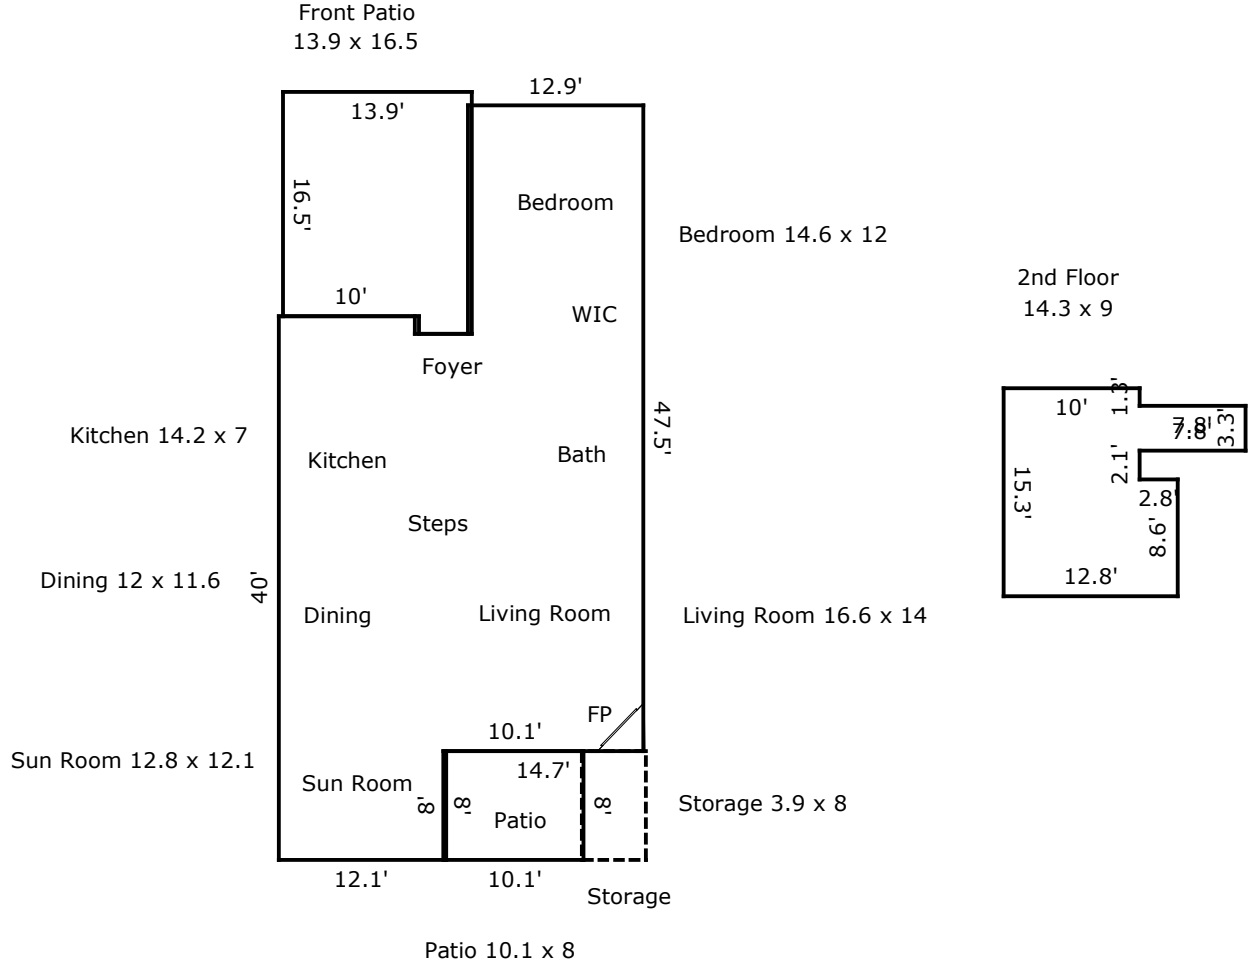 Front Patio
13.9 x 16.5
12.9'
13.9'
16.5'
Bedroom
Bedroom 14.6 x 12
2nd Floor
14.3 x 9
10'
WIC
Foyer
1.3'
10'
7.8'
7.8'
3.3'
47.5'
Kitchen 14.2 x 7
Kitchen
Bath
2.1'
15.3'
2.8'
Steps
8.6'
Dining 12 x 11.6
40'
12.8'
Dining
Living Room
Living Room 16.6 x 14
FP
10.1'
Sun Room 12.8 x 12.1
14.7'
Sun Room
8'
8'
8'
Storage 3.9 x 8
Patio
12.1'
10.1'
Storage
Patio 10.1 x 8